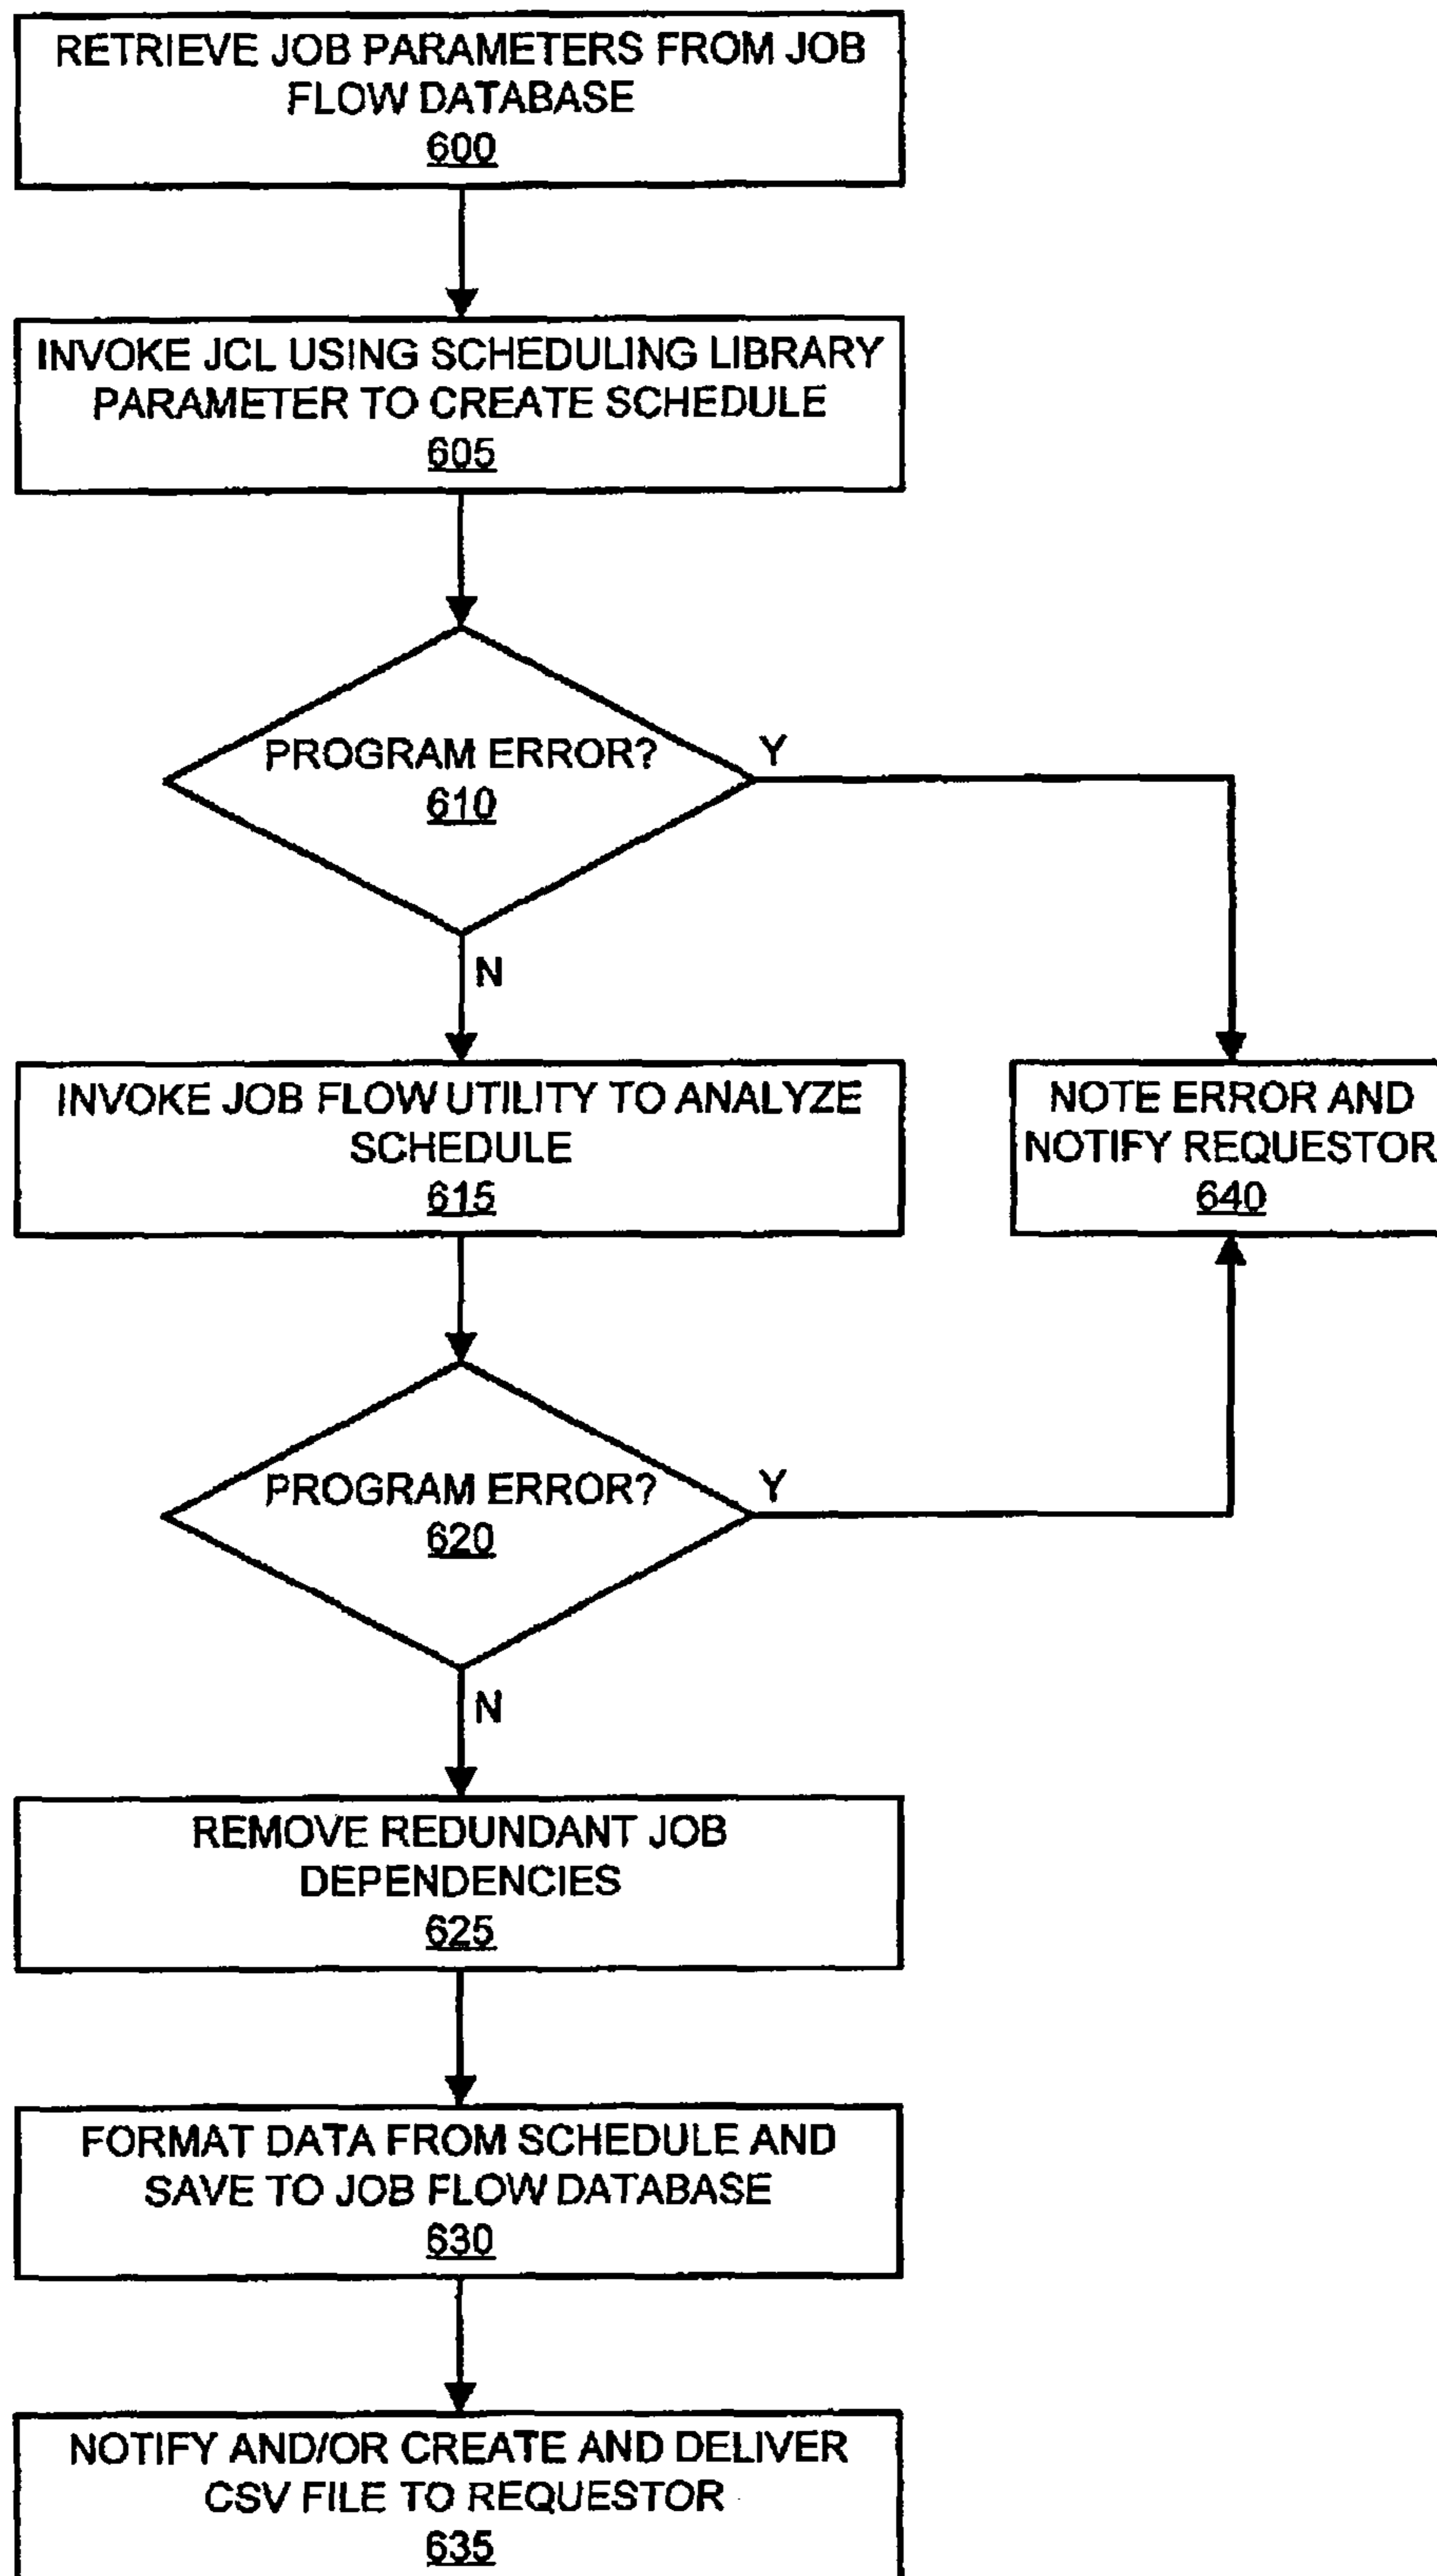 RETRIEVE JOB PARAMETERS FROM JOB
FLOW DATABASE
600
INVOKE JCL USING SCHEDULING LIBRARY
PARAMETER TO CREATE SCHEDULE
605
PROGRAM ERROR?
610
Y
N
INVOKE JOB FLOW UTILITY TO ANALYZE
SCHEDULE
615
NOTE ERROR AND
NOTIFY REQUESTOR
640
PROGRAM ERROR?
620
Y
N
REMOVE REDUNDANT JOB
DEPENDENCIES
625
FORMAT DATA FROM SCHEDULE AND
SAVE TO JOB FLOW DATABASE
630
NOTIFY AND/OR CREATE AND DELIVER
CSV FILE TO REQUESTOR
635